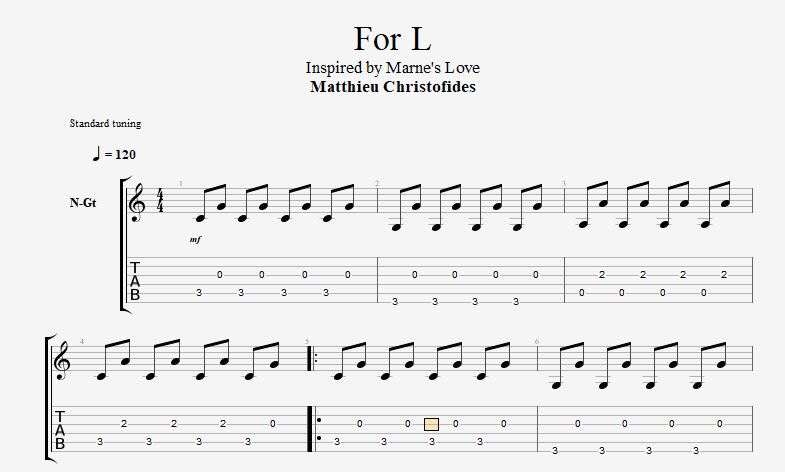 For L
Inspired by Marne's Love
Matthieu Christofides
Standard tuning
= 120
N-Gt
1 2 3
4 4
mf
T A B
0 0 0 0 0 0 0 0 2 2 2 2
3 3 3 3 0 0 0 0
3 3 3 3
4 5 6
T A B
2 2 2 0 0 0 0 0 0 0 0 0
3 3 3 3 3 3 3 3
3 3 3 3